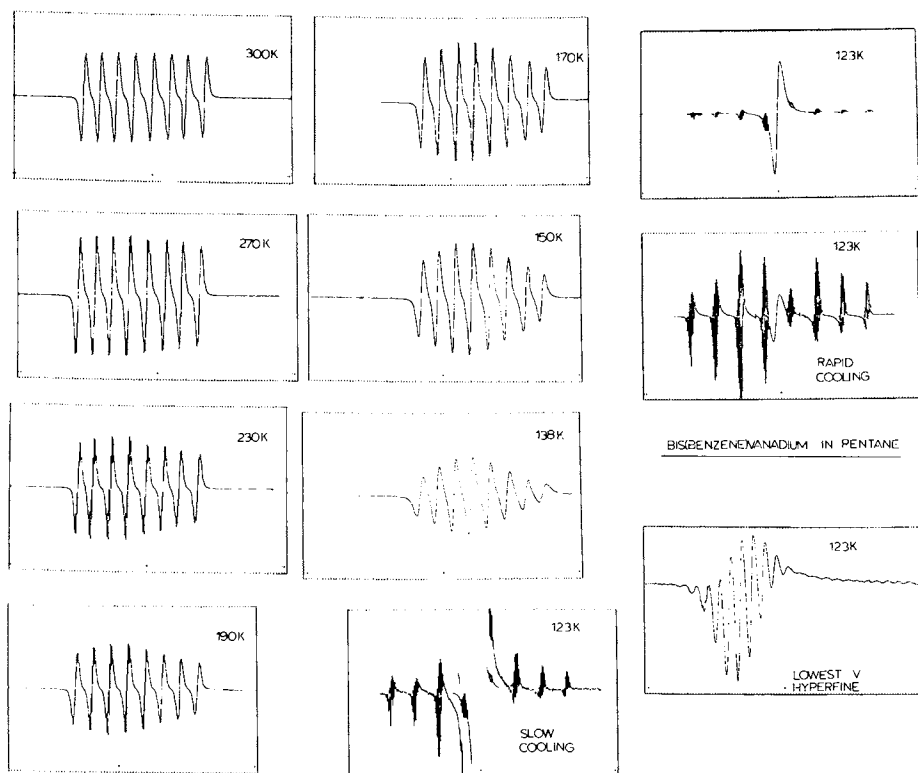 300K
170K
123K
270K
150K
123K
RAPID
COOLING
230K
138K
BIS(BENZENE)VANADIUM IN PENTANE
190K
123K
SLOW
COOLING
123K
LOWEST V
HYPERFINE